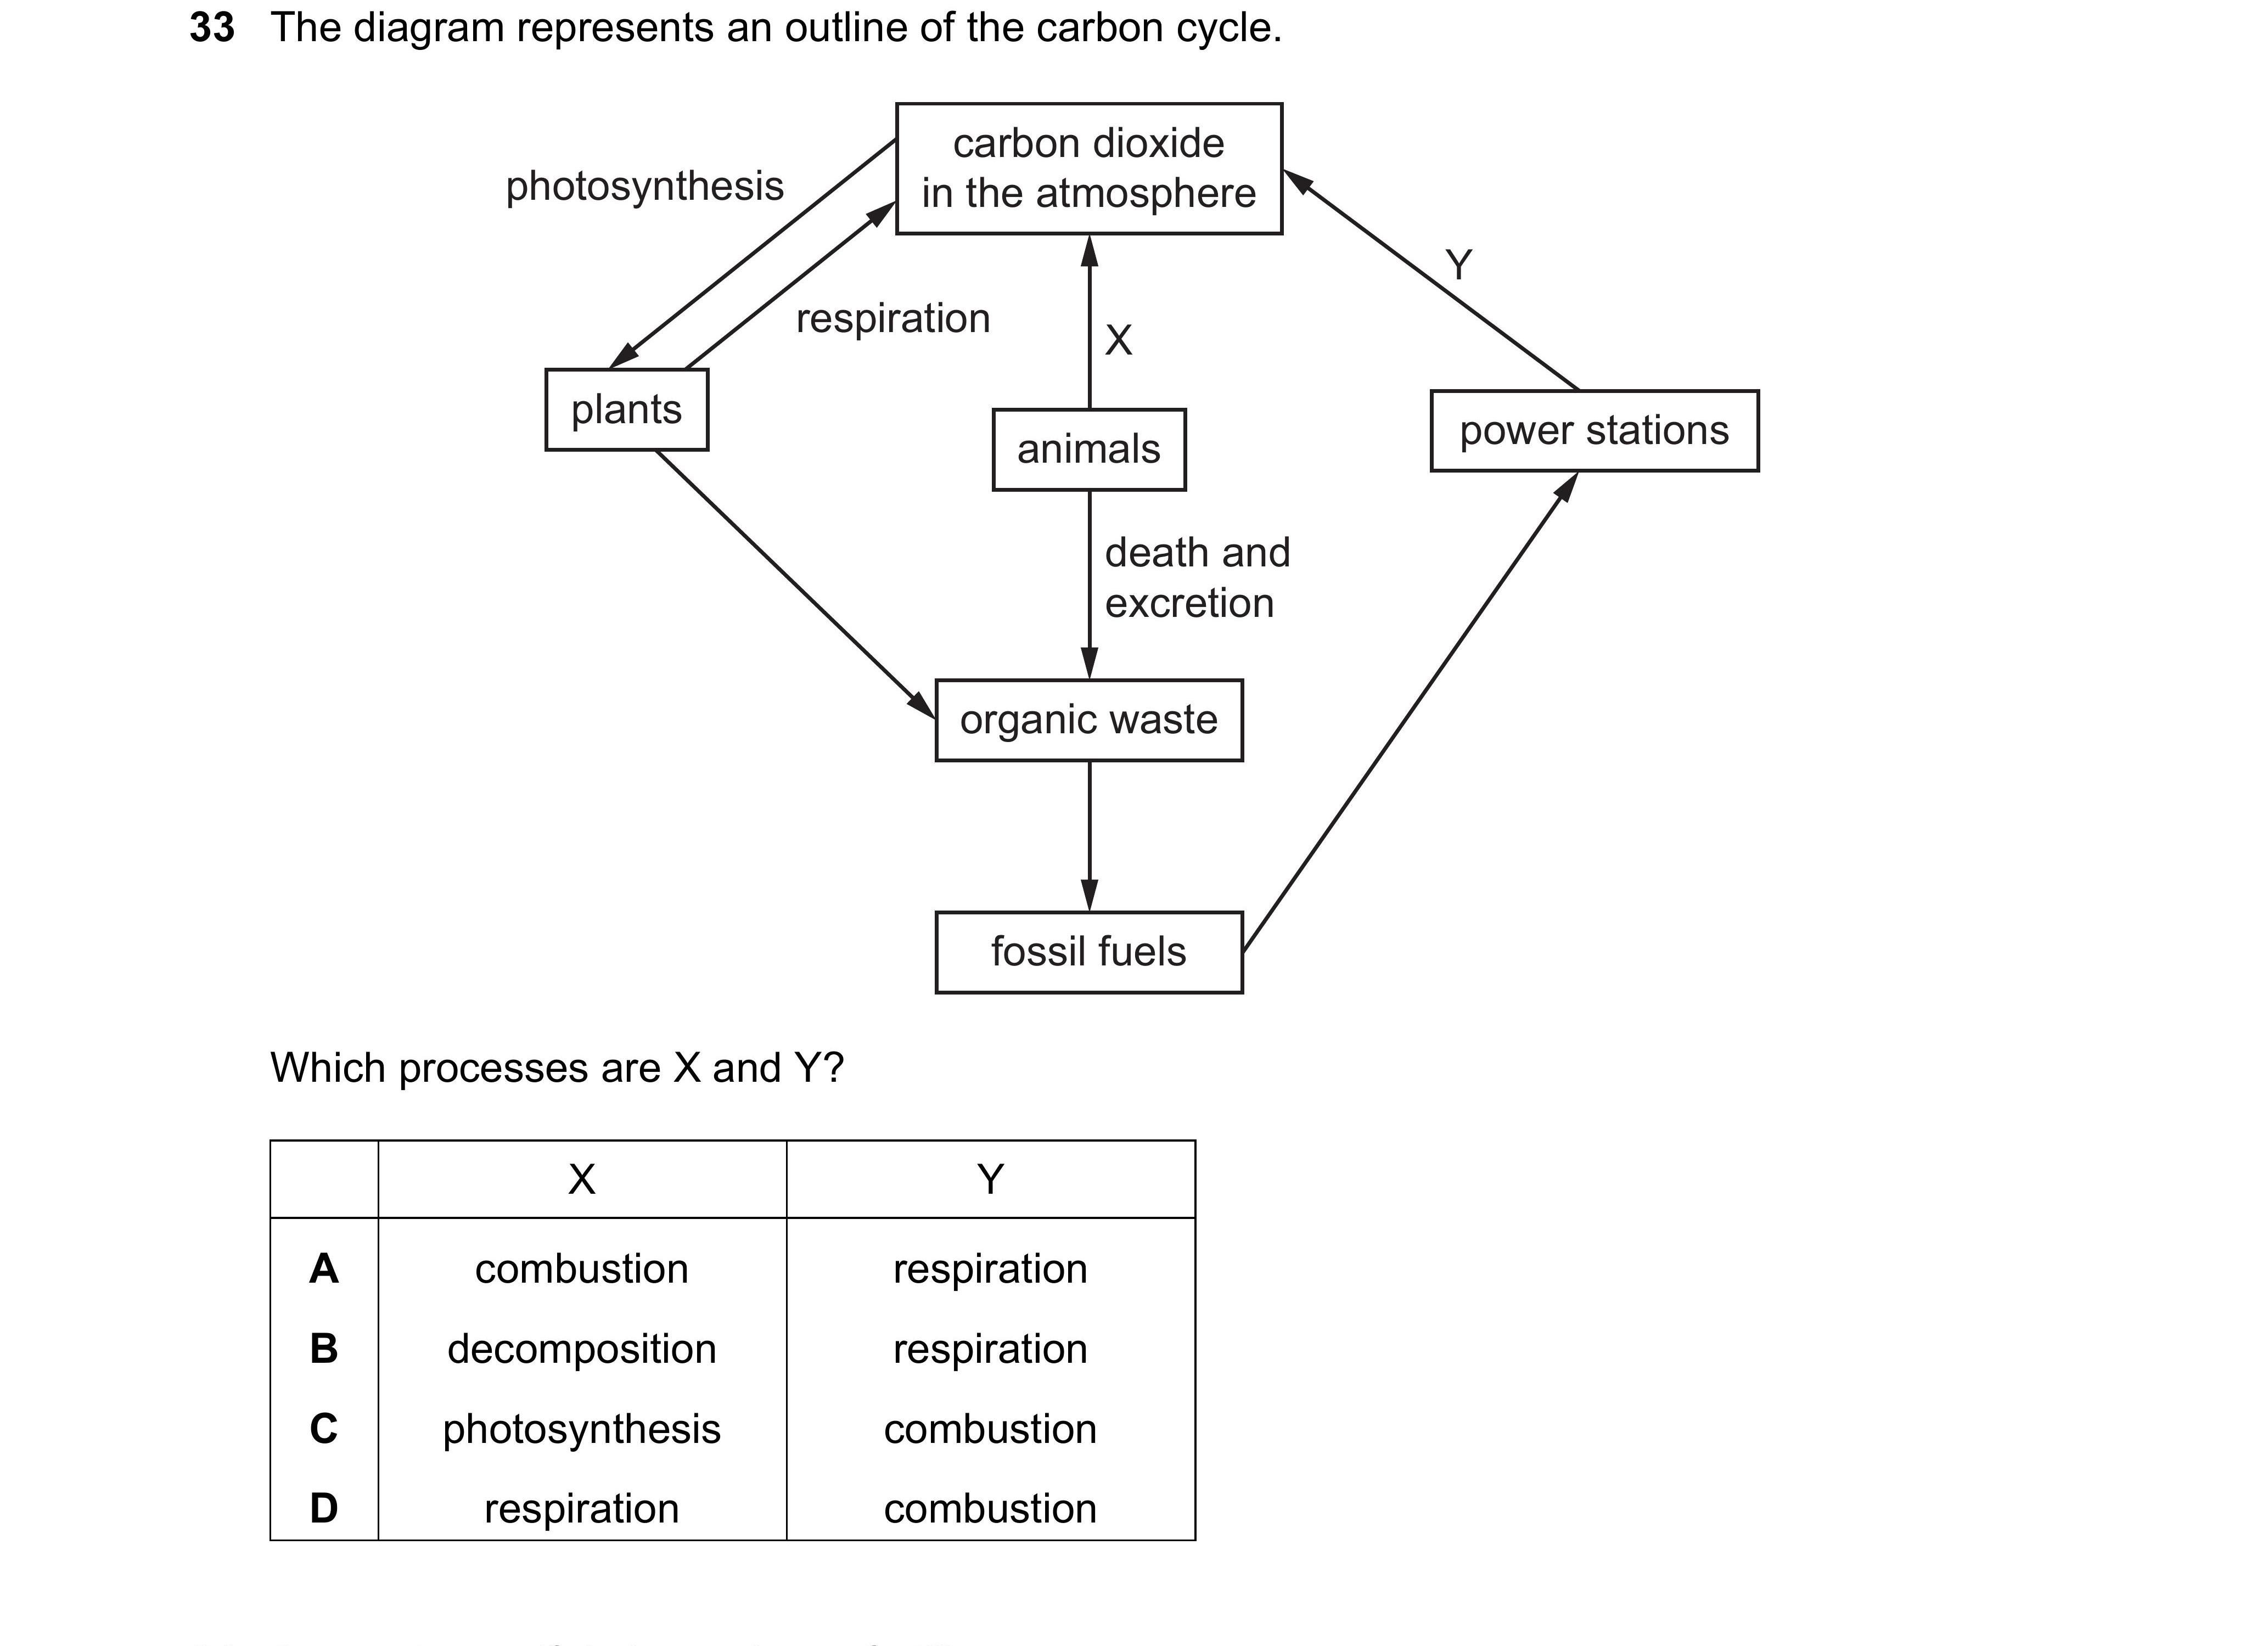 33 The diagram represents an outline of the carbon cycle.
carbon dioxide
in the atmosphere
photosynthesis
Y
respiration
X
plants
animals
power stations
death and
excretion
organic waste
fossil fuels
Which processes are X and Y?
X Y
A combustion respiration
B decomposition respiration
C photosynthesis combustion
D respiration combustion